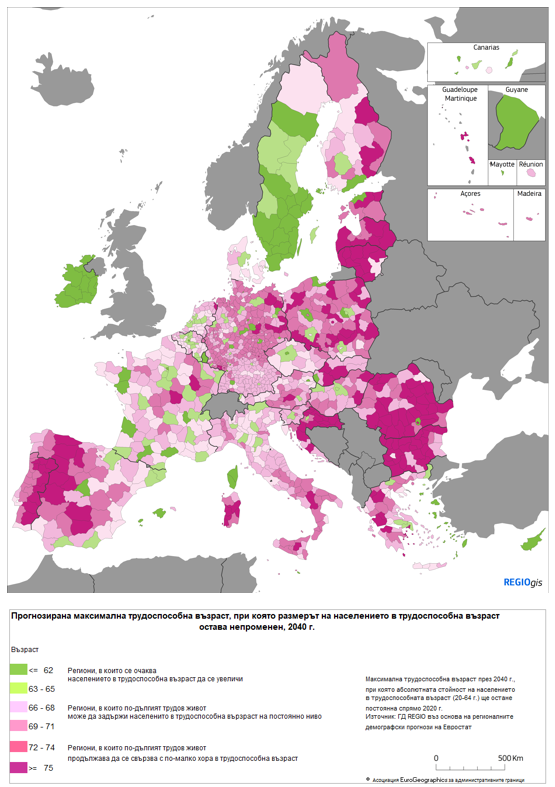 Canarias
Guadeloupe
Martinique
Guyane
Mayotte
Réunion
Açores
Madeira
REGIOgis
Прогнозирана максимална трудоспособна възраст, при която размерът на населението в трудоспособна възраст
остава непроменен, 2040 г.
Възраст
<= 62
Региони, в които се очаква
населението в трудоспособна възраст да се увеличи
63 - 65
66 - 68
Региони, в които по-дългият трудов живот
може да задържи населението в трудоспособна възраст на постоянно ниво
69 - 71
72 - 74
Региони, в които по-дългият трудов живот
продължава да се свързва с по-малко хора в трудоспособна възраст
>= 75
Максимална трудоспособна възраст през 2040 г.,
при която абсолютната стойност на населението
в трудоспособната възраст (20-64 г.) ще остане
постоянна спрямо 2020 г.
Източник: ГД REGIO въз основа на регионалните
демографски прогнози на Евростат
0 500 Km
Асоциация EuroGeographics за административните граници